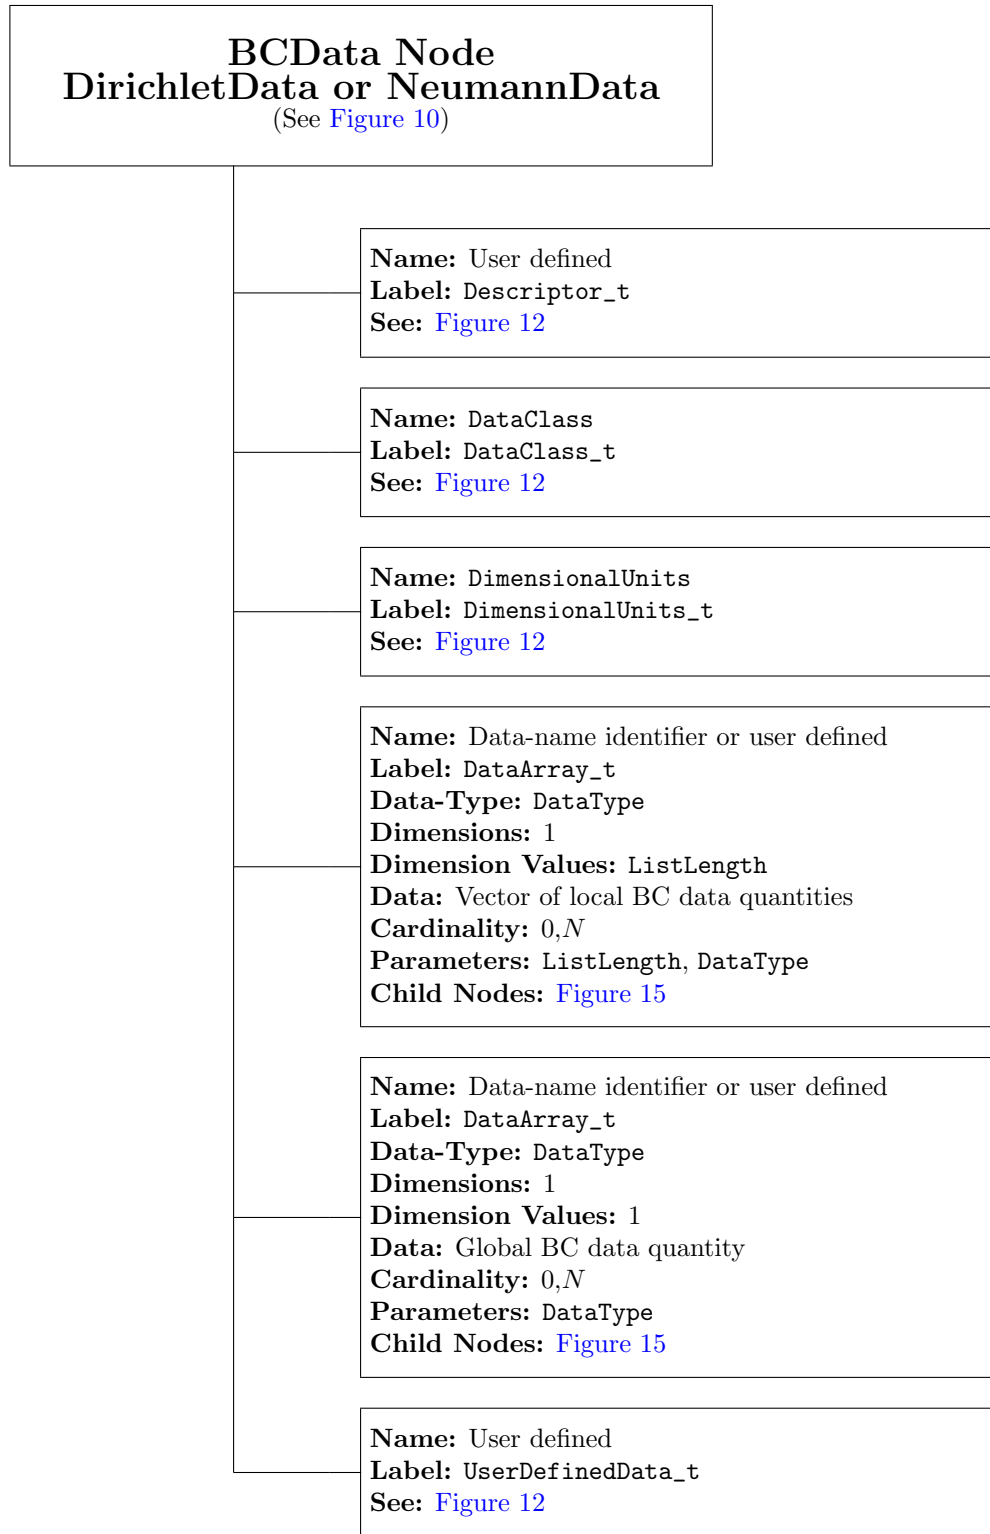 BCData Node
DirichletData or NeumannData
(See Figure 10)
Name: User defined
Label: Descriptor_t
See: Figure 12
Name: DataClass
Label: DataClass_t
See: Figure 12
Name: DimensionalUnits
Label: DimensionalUnits_t
See: Figure 12
Name: Data-name identifier or user defined
Label: DataArray_t
Data-Type: DataType
Dimensions: 1
Dimension Values: ListLength
Data: Vector of local BC data quantities
Cardinality: 0,N
Parameters: ListLength, DataType
Child Nodes: Figure 15
Name: Data-name identifier or user defined
Label: DataArray_t
Data-Type: DataType
Dimensions: 1
Dimension Values: 1
Data: Global BC data quantity
Cardinality: 0,N
Parameters: DataType
Child Nodes: Figure 15
Name: User defined
Label: UserDefinedData_t
See: Figure 12